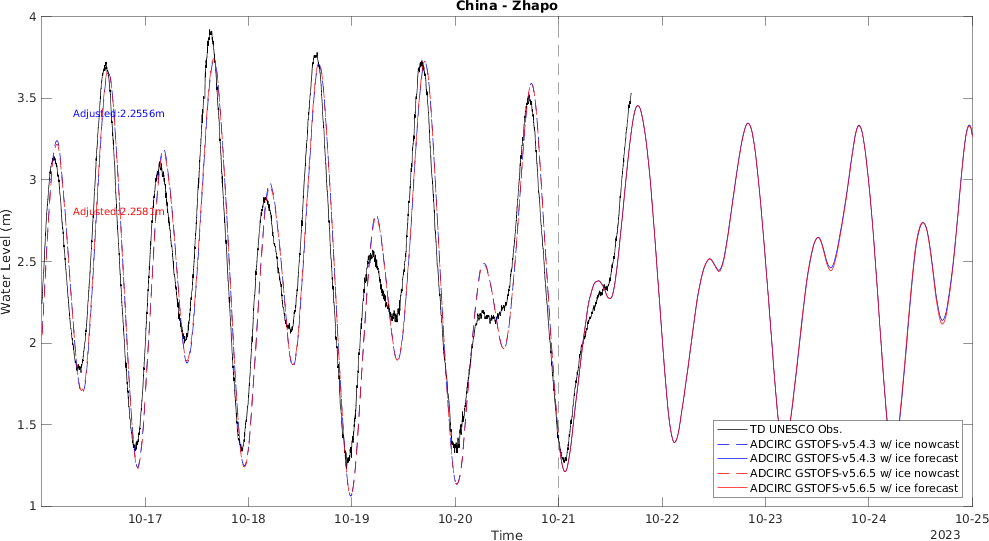 China - Zhapo
4
3.5
3
2.5
2
1.5
1
Water Level (m)
Adjusted:2.2556m
Adjusted:2.2581m
TD UNESCO Obs.
ADCIRC GSTOFS-v5.4.3 w/ ice nowcast
ADCIRC GSTOFS-v5.4.3 w/ ice forecast
ADCIRC GSTOFS-v5.6.5 w/ ice nowcast
ADCIRC GSTOFS-v5.6.5 w/ ice forecast
10-17 10-18 10-19 10-20 10-21 10-22 10-23 10-24 10-25
Time
2023